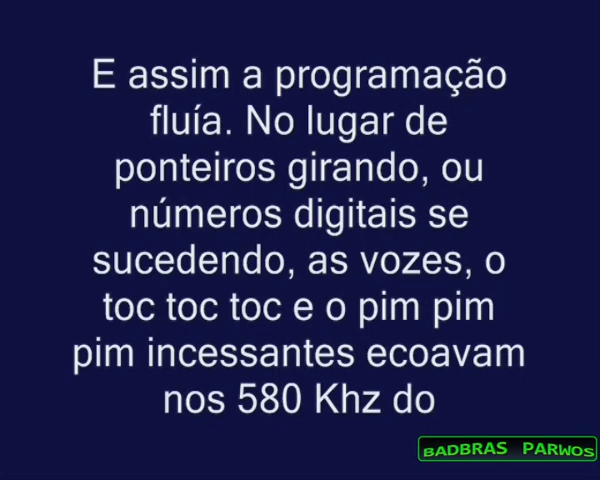 E assim a programação
fluía. No lugar de
ponteiros girando, ou
números digitais se
sucedendo, as vozes, o
toc toc toc e o pim pim
pim incessantes ecoavam
nos 580 Khz do
BADBRAS PARWOS